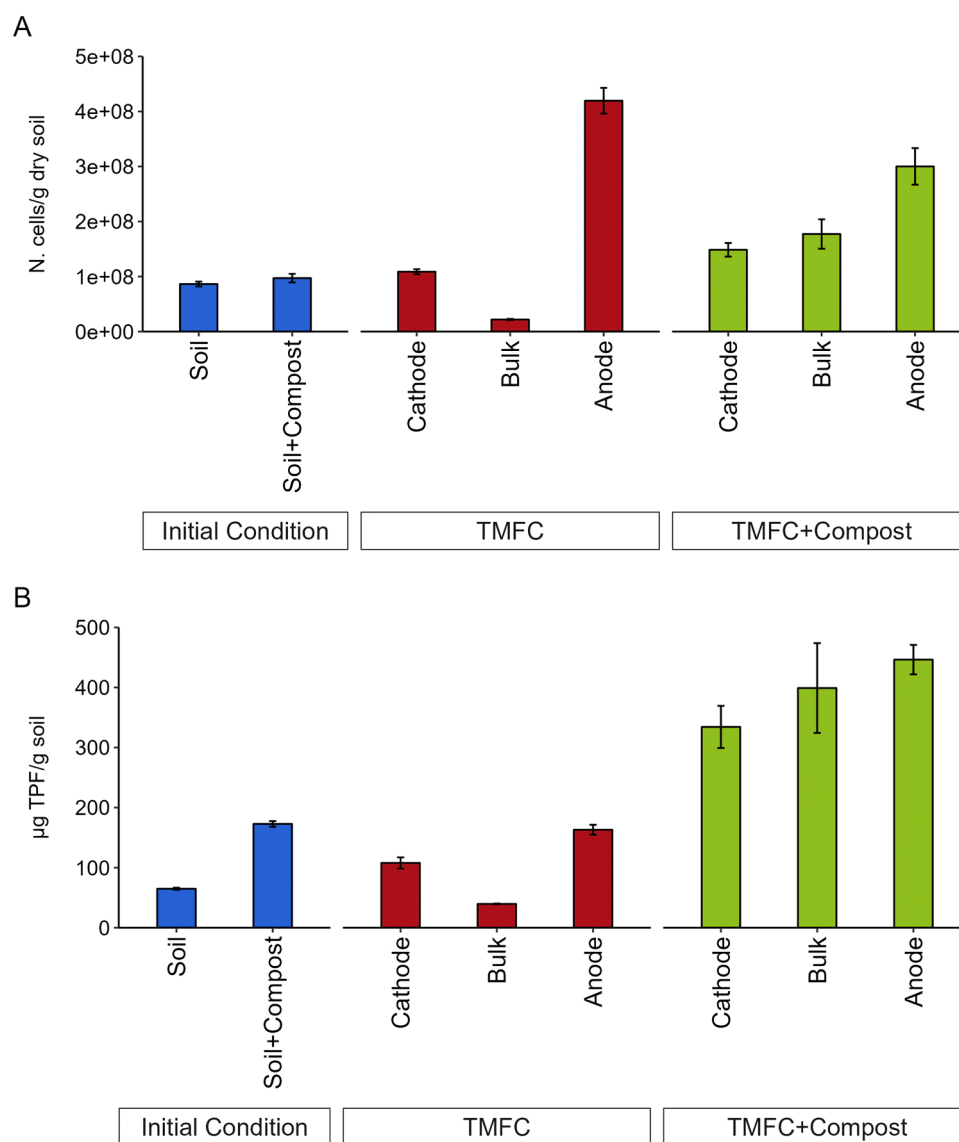 A
N. cells/g dry soil
5e+08
4e+08
3e+08
2e+08
1e+08
0e+00
Soil
Soil+Compost
Cathode
Bulk
Anode
Cathode
Bulk
Anode
Initial Condition
TMFC
TMFC+Compost
B
µg TPF/g soil
500
400
300
200
100
0
Soil
Soil+Compost
Cathode
Bulk
Anode
Cathode
Bulk
Anode
Initial Condition
TMFC
TMFC+Compost